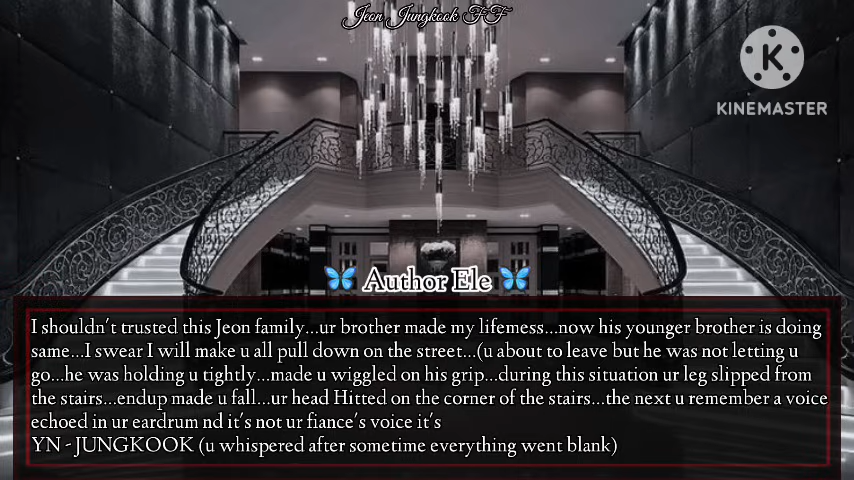 Jeon Jungkook FF
KINEMASTER
🦋 Author Ele 🦋
I shouldn't trusted this Jeon family...ur brother made my lifemess...now his younger brother is doing
same...I swear I will make u all pull down on the street...(u about to leave but he was not letting u
go...he was holding u tightly...made u wiggled on his grip...during this situation ur leg slipped from
the stairs...endup made u fall...ur head Hitted on the corner of the stairs...the next u remember a voice
echoed in ur eardrum nd it's not ur fiance's voice it's
YN - JUNGKOOK (u whispered after sometime everything went blank)